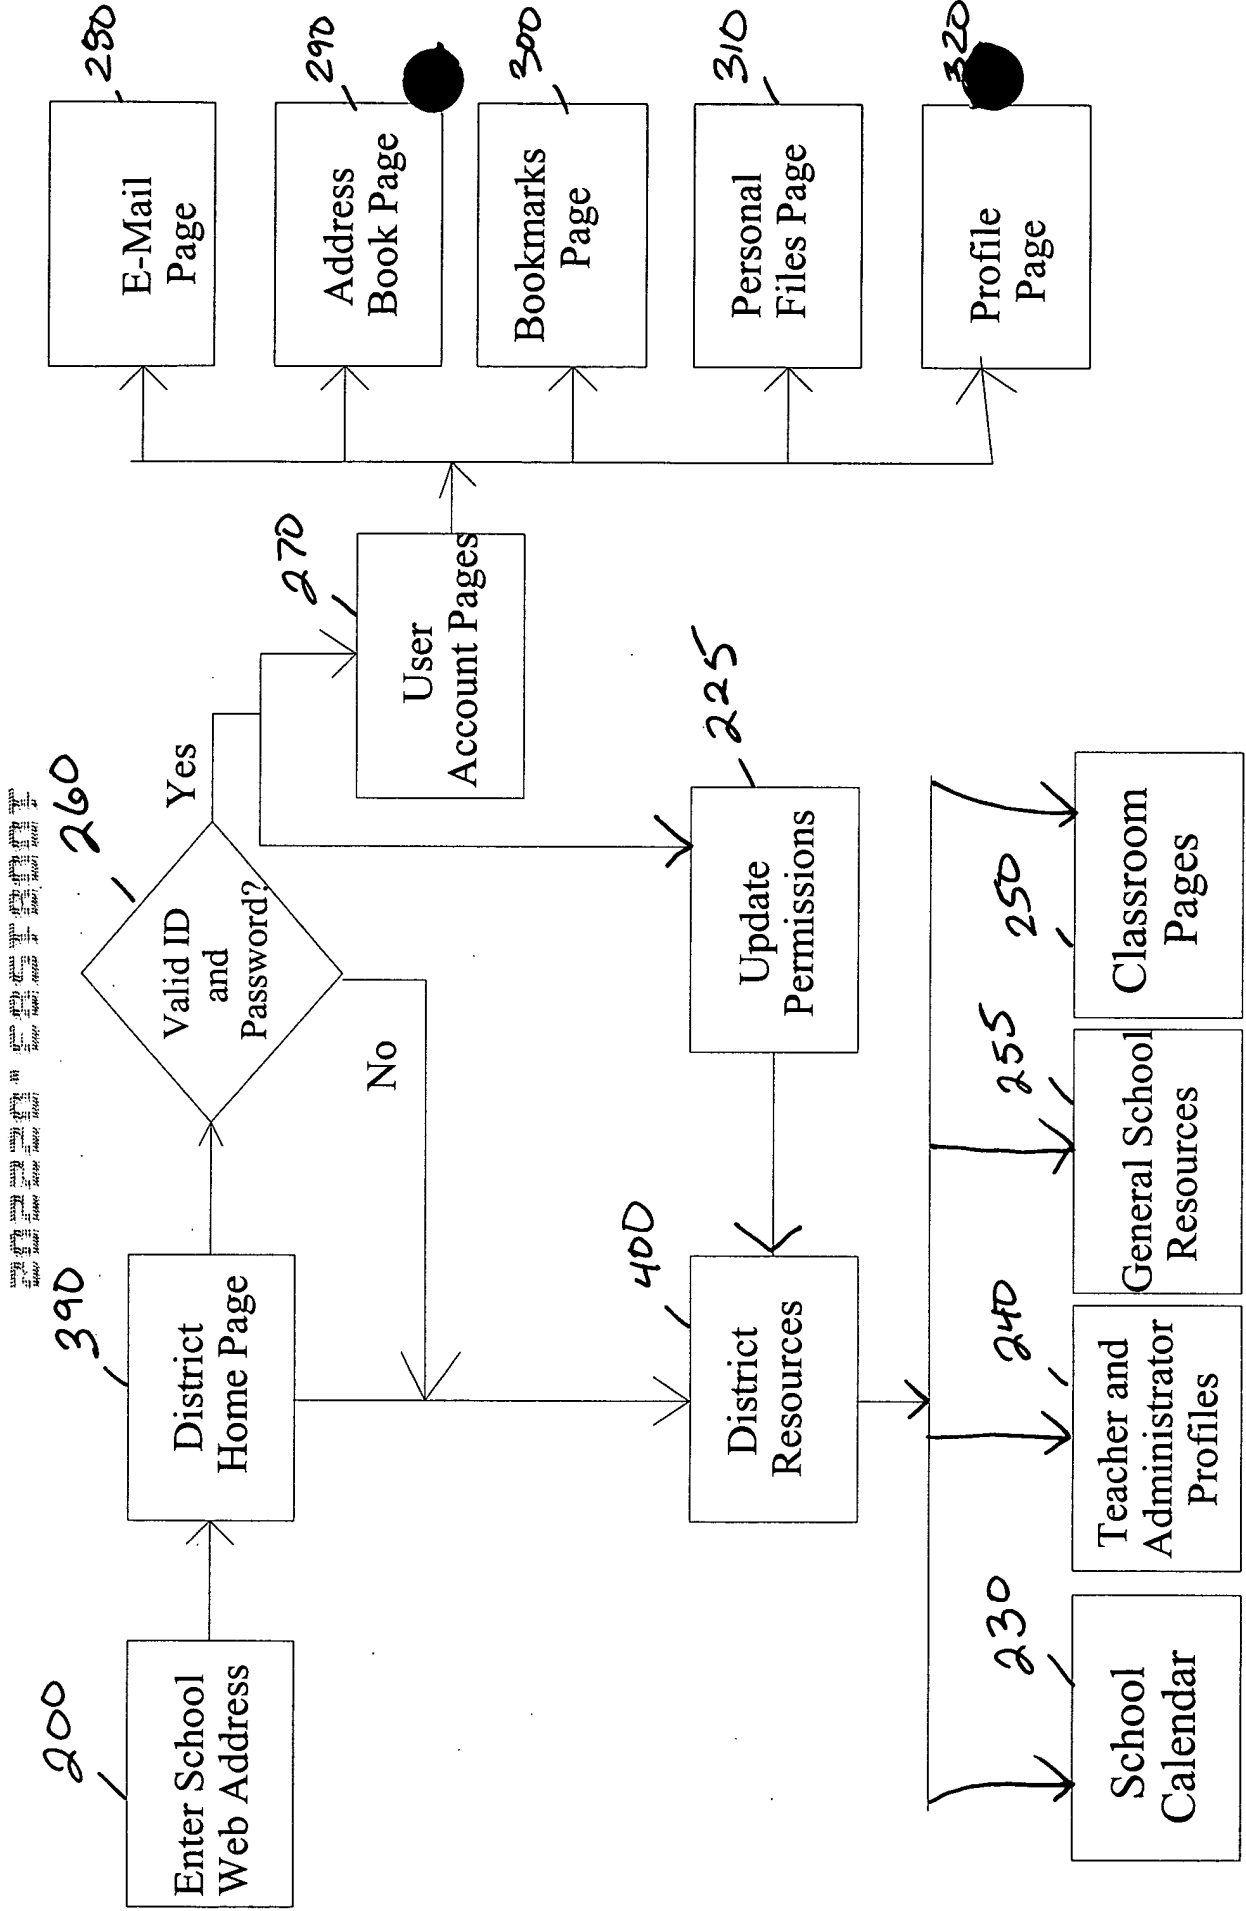 200
Enter School
Web Address
390
District
Home Page
260
Valid ID
and
Password?
Yes
No
270
User
Account Pages
280
E-Mail
Page
290
Address
Book Page
300
Bookmarks
Page
310
Personal
Files Page
320
Profile
Page
400
District
Resources
225
Update
Permissions
230
School
Calendar
240
Teacher and
Administrator
Profiles
255
General School
Resources
250
Classroom
Pages